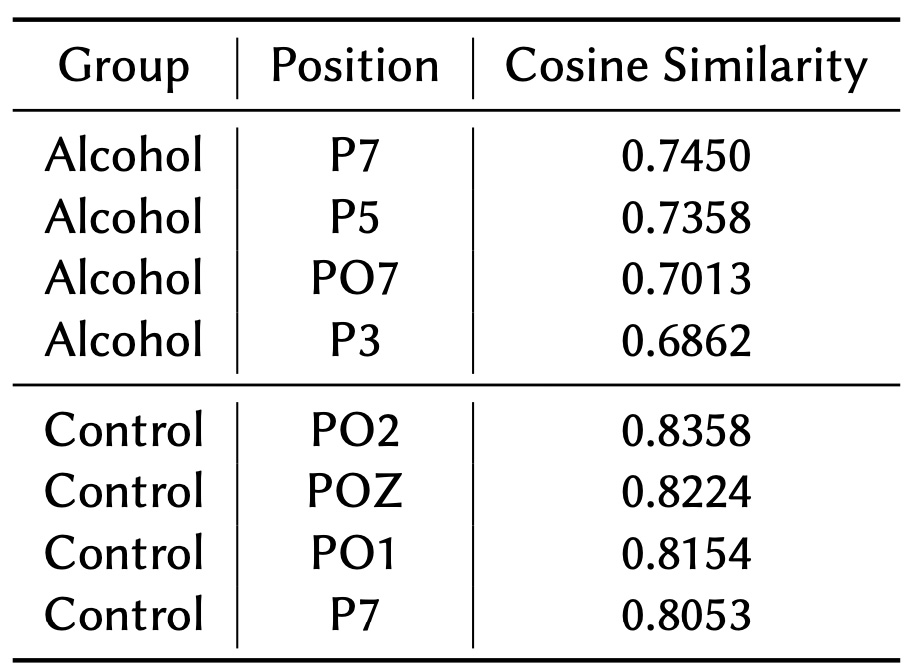 Group Position Cosine Similarity
Alcohol P7 0.7450
Alcohol P5 0.7358
Alcohol PO7 0.7013
Alcohol P3 0.6862
Control PO2 0.8358
Control POZ 0.8224
Control PO1 0.8154
Control P7 0.8053